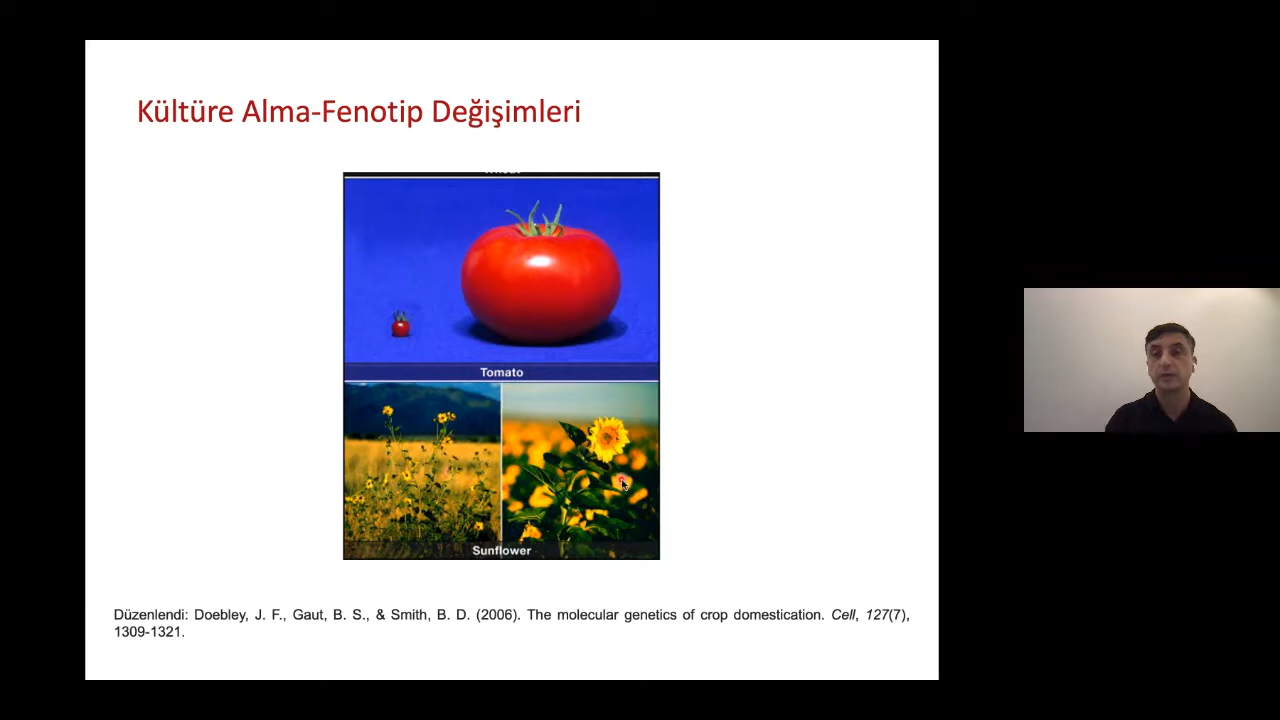 Kültüre Alma-Fenotip Değişimleri
Tomato
Sunflower
Düzenlendi: Doebley, J. F., Gaut, B. S., & Smith, B. D. (2006). The molecular genetics of crop domestication. Cell, 127(7),
1309-1321.